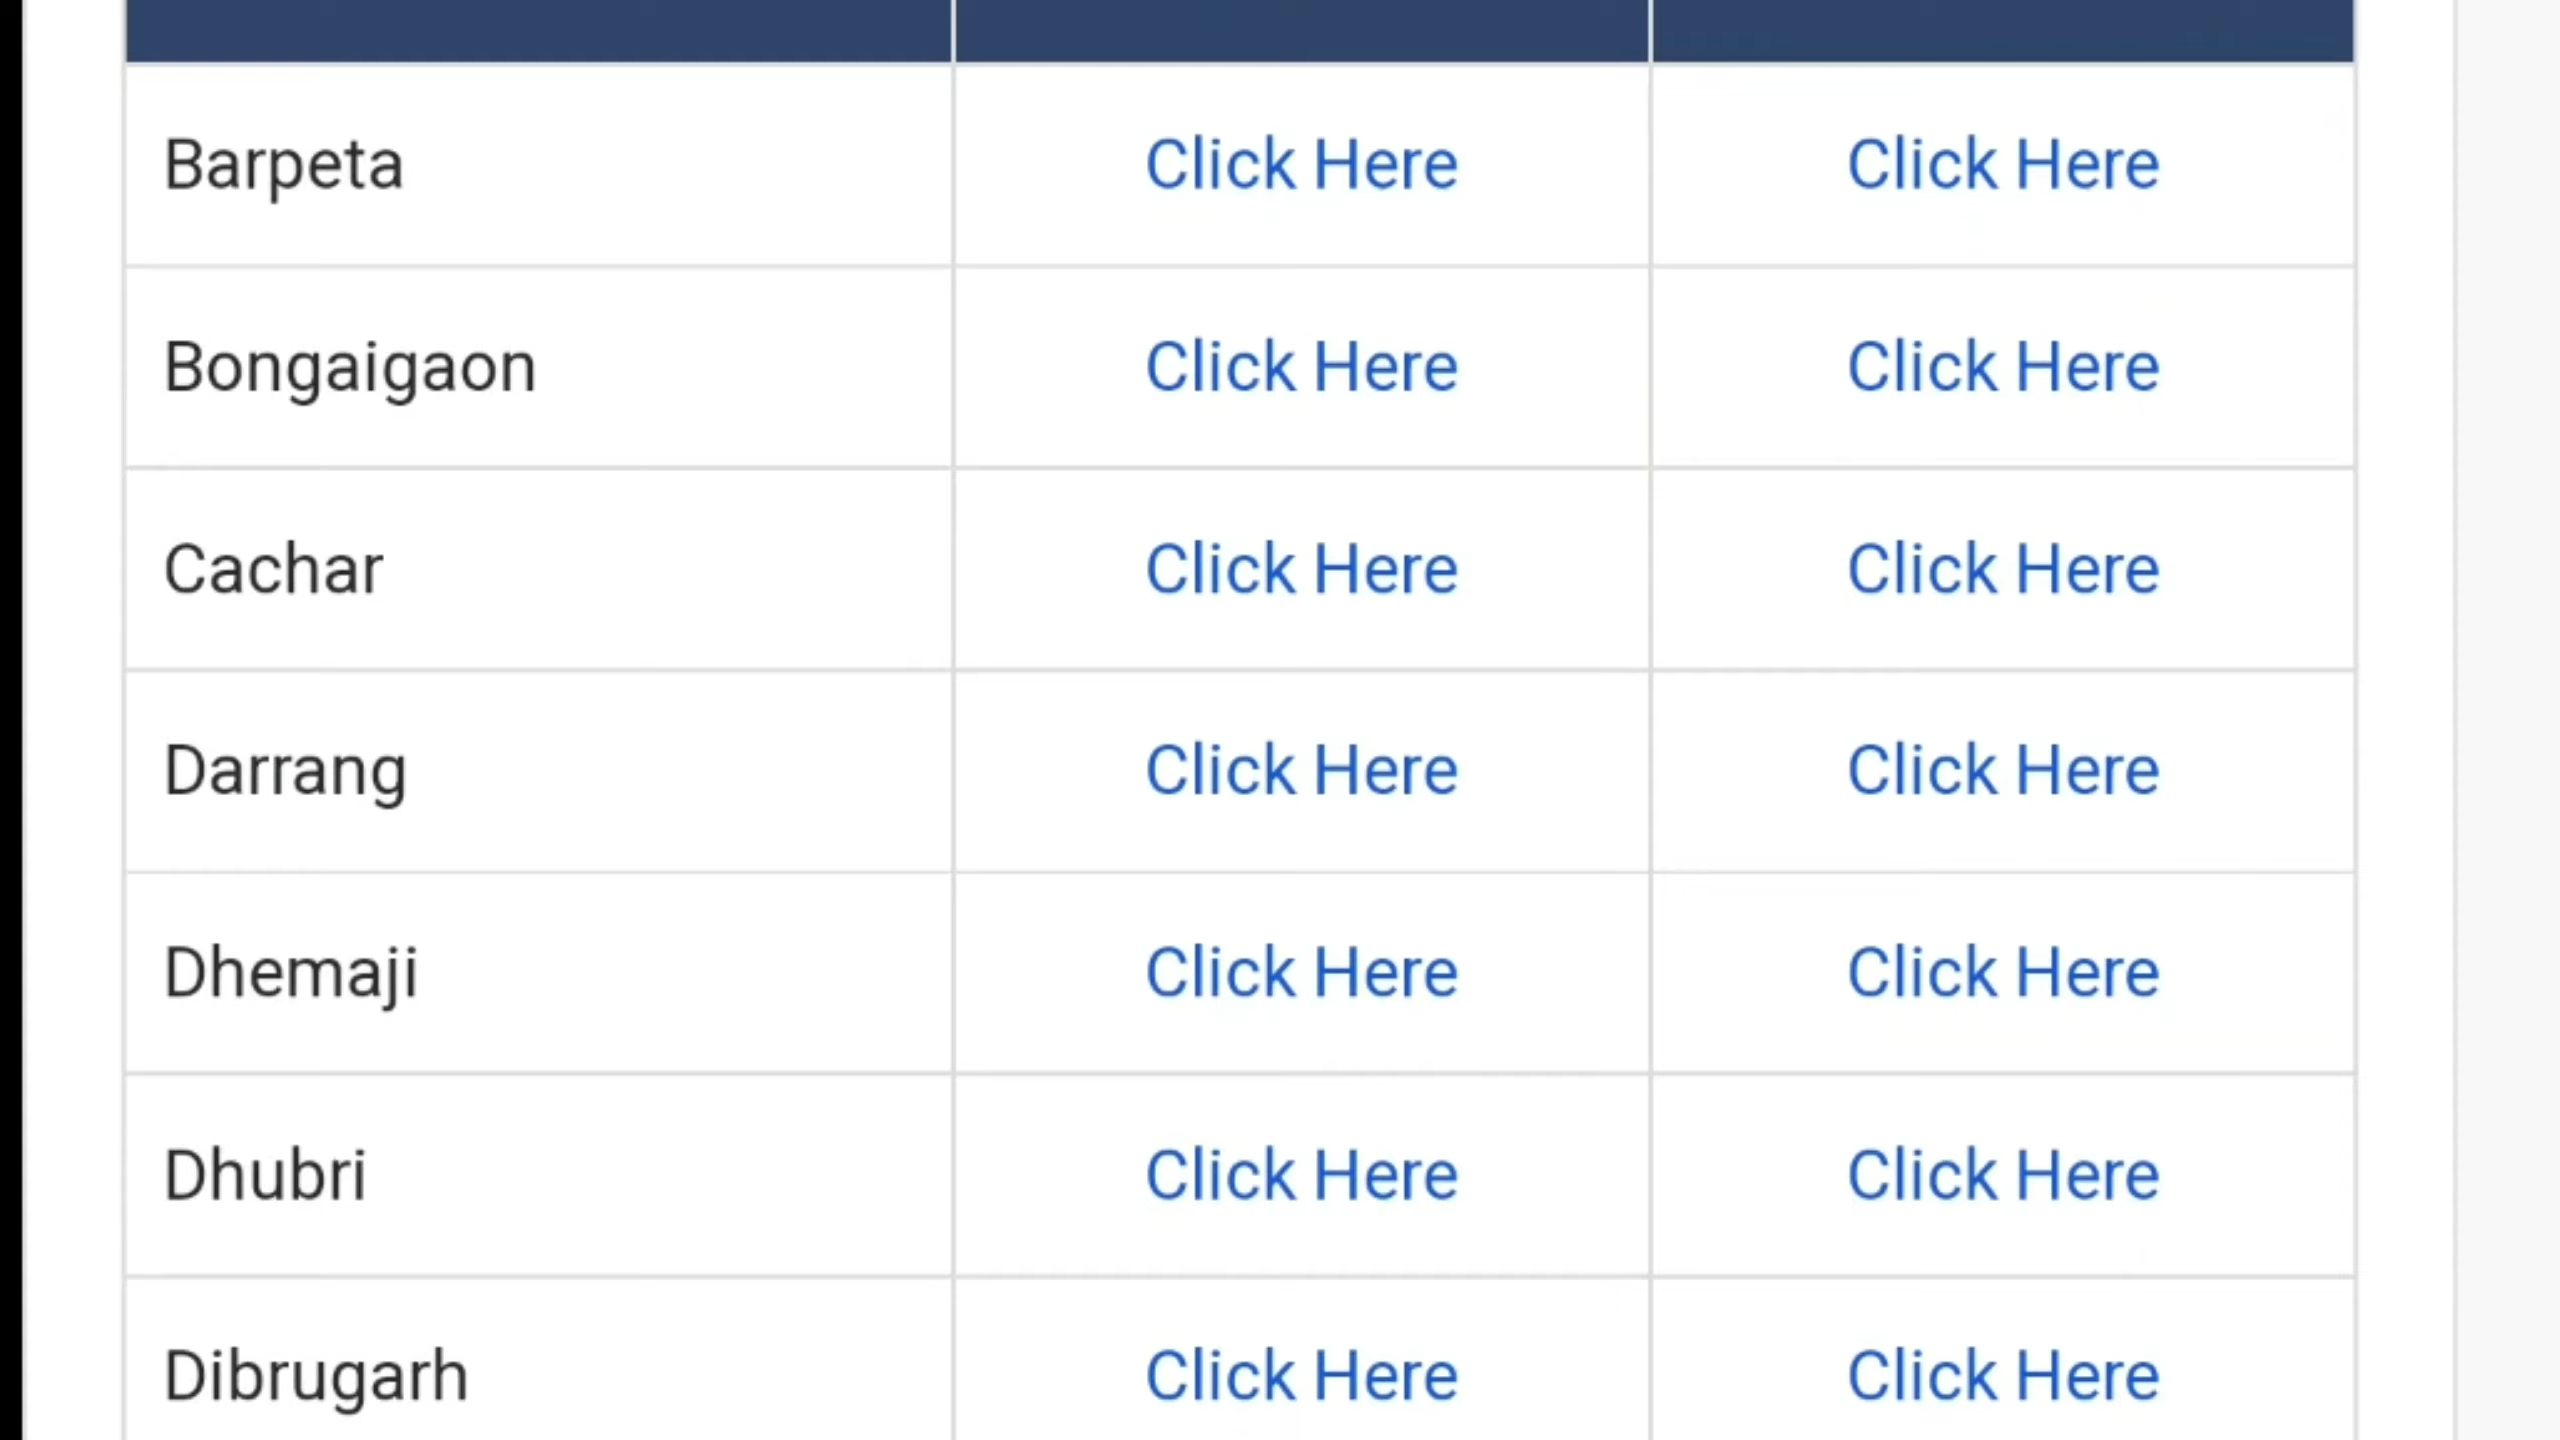 Barpeta Click Here Click Here
Bongaigaon Click Here Click Here
Cachar Click Here Click Here
Darrang Click Here Click Here
Dhemaji Click Here Click Here
Dhubri Click Here Click Here
Dibrugarh Click Here Click Here